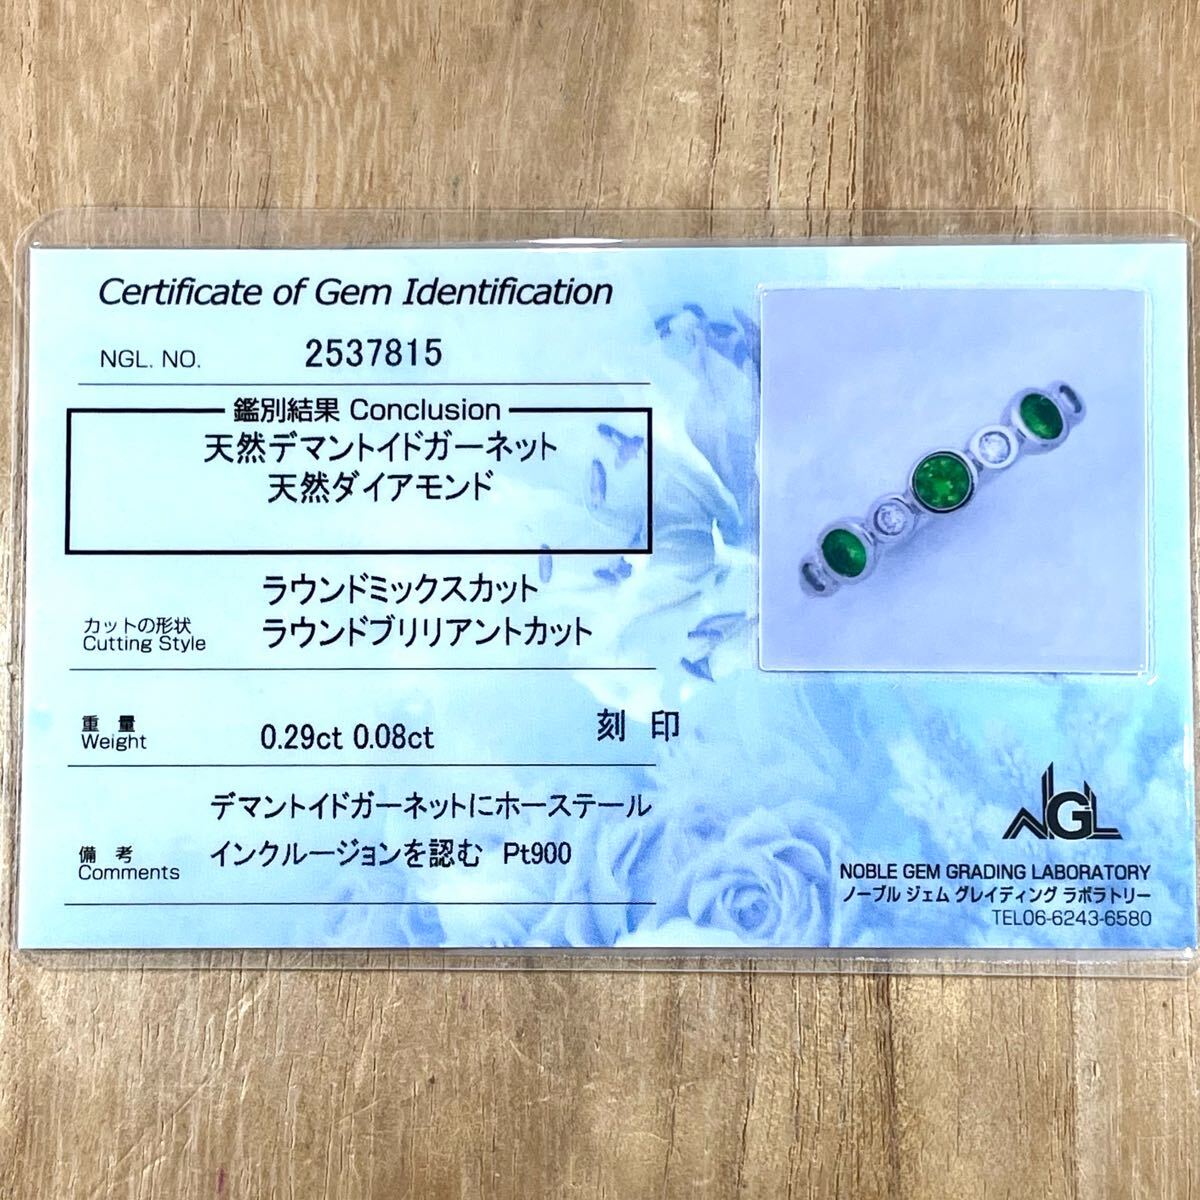 Certificate of Gem Identification
NGL. NO. 2537815
鑑別結果 Conclusion
天然デマントイドガーネット
天然ダイアモンド
ラウンドミックスカット
カットの形状
Cutting Style
ラウンドブリリアントカット
重 量
Weight
0.29ct 0.08ct
刻 印
デマントイドガーネットにホーステール
備 考
Comments
インクルージョンを認む Pt900
NGL
NOBLE GEM GRADING LABORATORY
ノーブル ジェム グレイディング ラボラトリー
TEL06-6243-6580